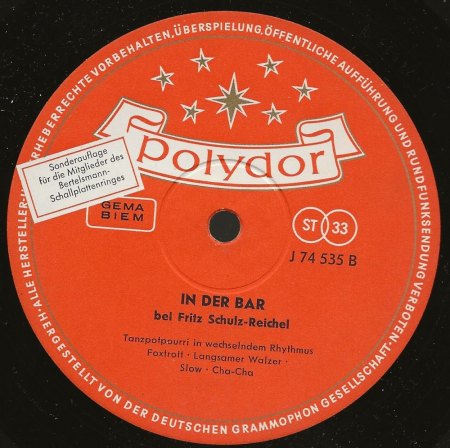 ALLE HERSTELLER- UND URHEBERRECHTE VORBEHALTEN, ÜBERSPIELUNG, ÖFFENTLICHE AUFFÜHRUNG UND RUNDFUNKSENDUNG VERBOTEN·
HERGESTELLT VON DER DEUTSCHEN GRAMMOPHON GESELLSCHAFT·
polydor
Sonderauflage
für die Mitglieder des
Bertelsmann-
Schallplattenringes
GEMA
BIEM
ST 33
J 74 535 B
IN DER BAR
bei Fritz Schulz-Reichel
Tanzpotpourri in wechselndem Rhythmus
Foxtrott · Langsamer Walzer ·
Slow · Cha-Cha